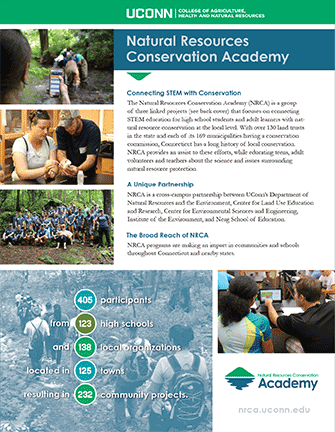 UCONN | COLLEGE OF AGRICULTURE,
HEALTH AND NATURAL RESOURCES
Natural Resources
Conservation Academy
Connecting STEM with Conservation
The Natural Resources Conservation Academy (NRCA) is a group
of three linked projects (see back cover) that focuses on connecting
STEM education for high school students and adult learners with nat-
ural resource conservation at the local level. With over 130 land trusts
in the state and each of its 169 municipalities having a conservation
commission, Connecticut has a long history of local conservation.
NRCA provides an assist to these efforts, while educating teens, adult
volunteers and teachers about the science and issues surrounding
natural resource protection.
A Unique Partnership
NRCA is a cross-campus partnership between UConn's Department of
Natural Resources and the Environment, Center for Land Use Education
and Research, Center for Environmental Sciences and Engineering,
Institute of the Environment, and Neag School of Education.
The Broad Reach of NRCA
NRCA programs are making an impact in communities and schools
throughout Connecticut and nearby states.
405 participants
from 123 high schools
and 138 local organizations
located in 125 towns
resulting in 232 community projects.
Natural Resources Conservation
Academy
nrca.uconn.edu